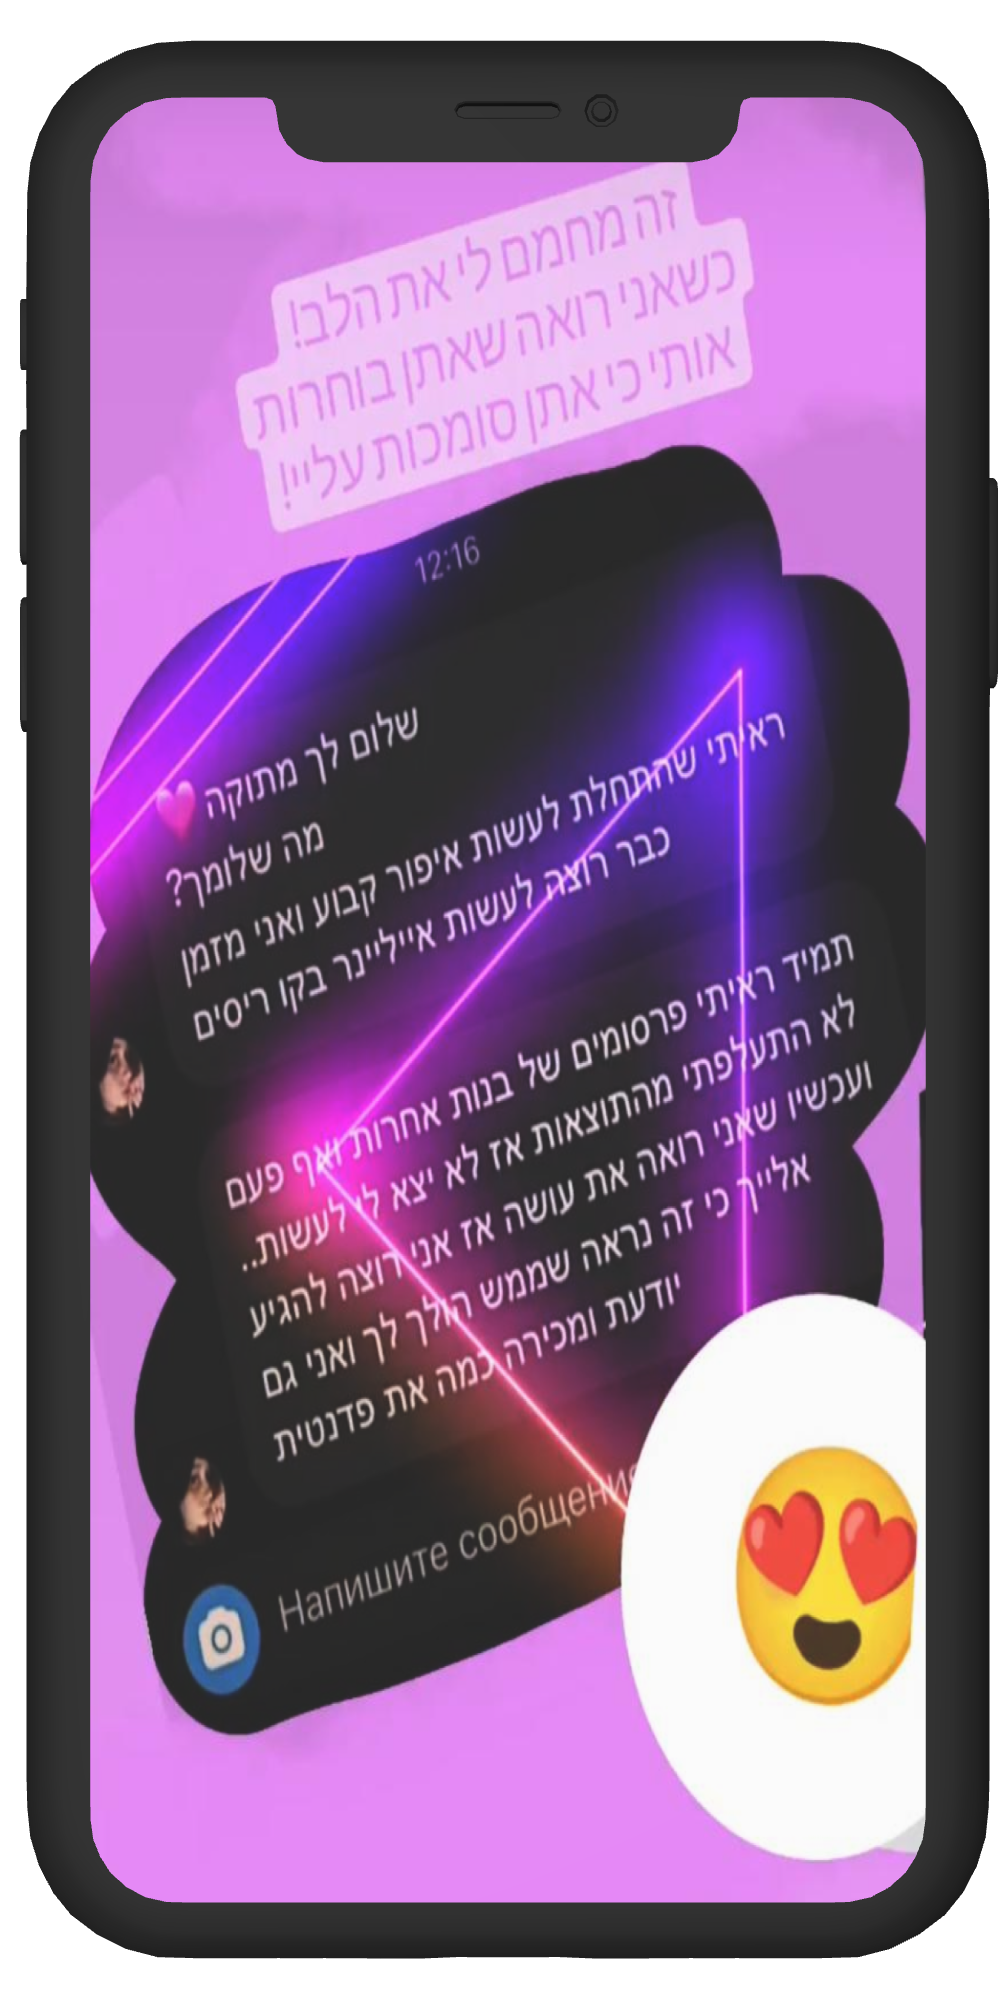 זה מחמם לי את הלב!
כשאני רואה שאתן בוחרות
אותי כי אתן סומכות עליי!
12:16
שלום לך מתוקה 💗
מה שלומך?
ראיתי שהתחלת לעשות איפור קבוע ואני מזמן
כבר רוצה לעשות אייליינר בקו ריסים
תמיד ראיתי פרסומים של בנות אחרות ואף פעם
לא התעלפתי מהתוצאות אז לא יצא לי לעשות..
ועכשיו שאני רואה את עושה אז אני רוצה להגיע
אלייך כי זה נראה שממש הולך לך ואני גם
יודעת ומכירה כמה את פדנטית
Напишите сообщение